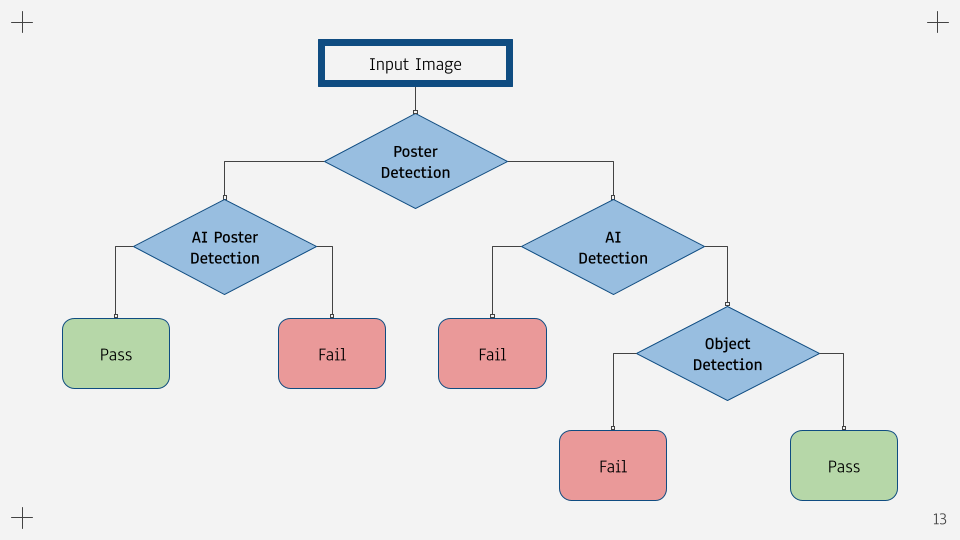 Input Image
Poster
Detection
AI Poster
Detection
AI
Detection
Pass
Fail
Fail
Object
Detection
Fail
Pass
13